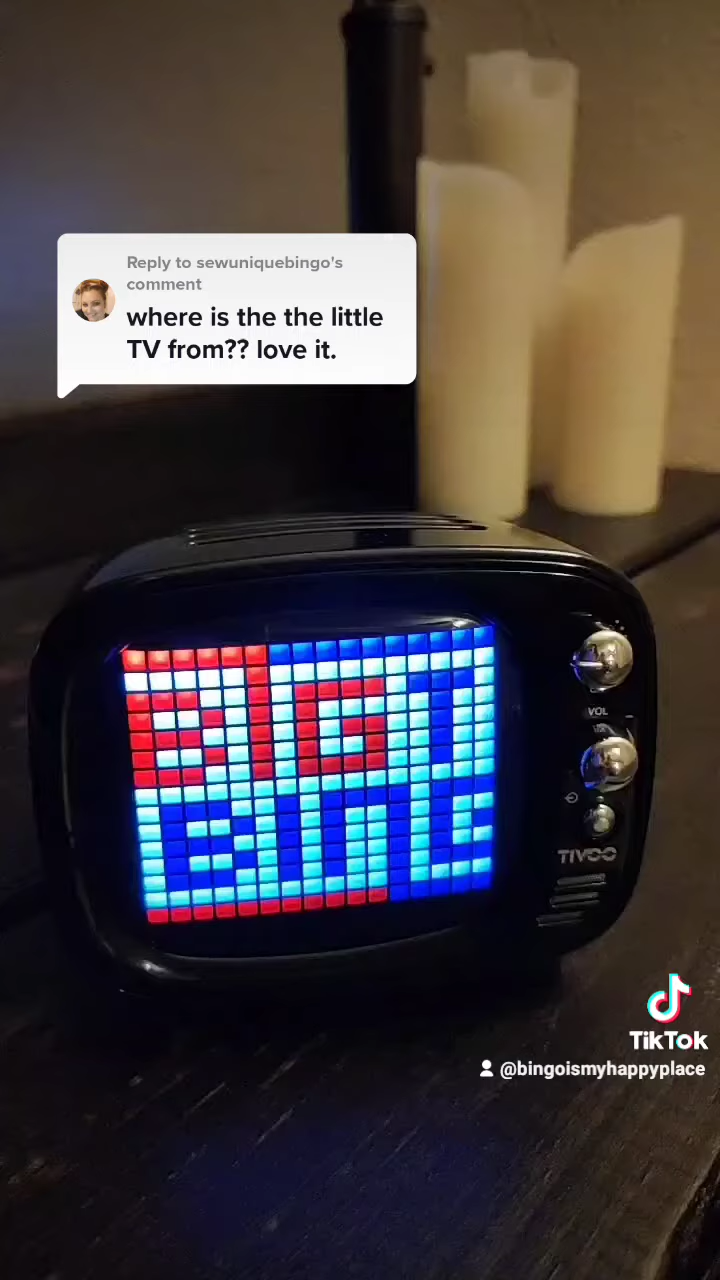 Reply to sewuniquebingo's
comment
where is the the little
TV from?? love it.
VOL
TIVOO
TikTok
@bingoismyhappyplace